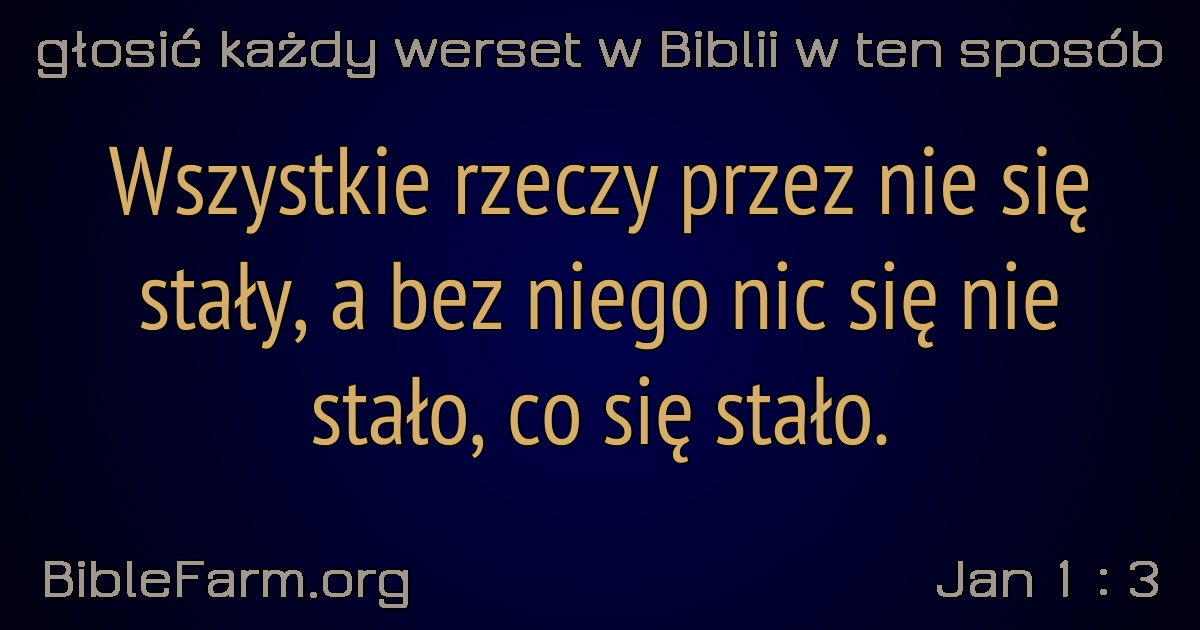 głosić każdy werset w Biblii w ten sposób
Wszystkie rzeczy przez nie się
stały, a bez niego nic się nie
stało, co się stało.
BibleFarm.org
Jan 1 : 3